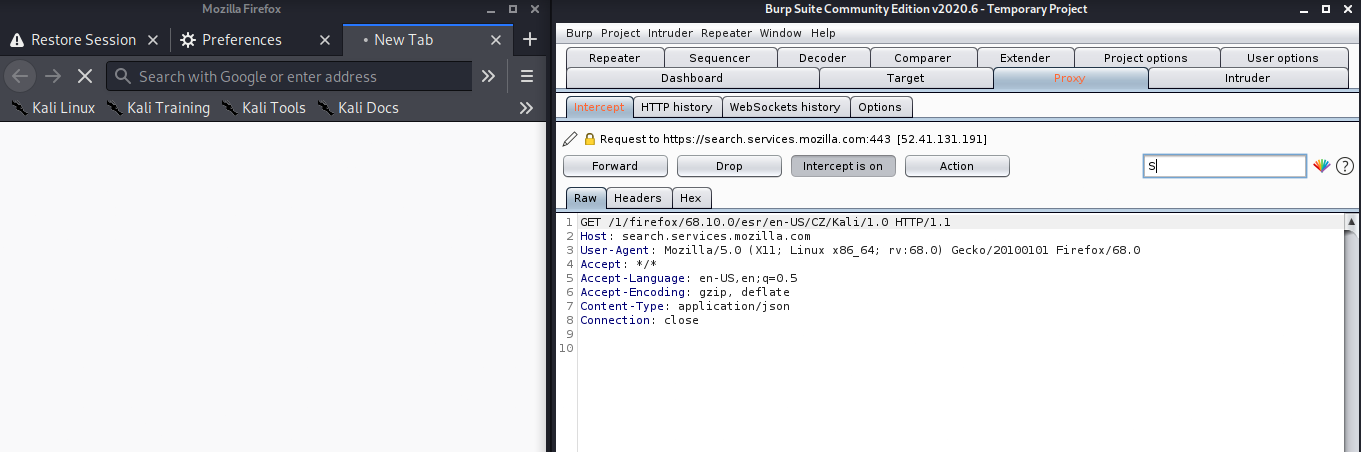 Mozilla Firefox
Restore Session
Preferences
New Tab
Search with Google or enter address
Kali Linux Kali Training Kali Tools Kali Docs
Burp Suite Community Edition v2020.6 - Temporary Project
Burp Project Intruder Repeater Window Help
Repeater Sequencer Decoder Comparer Extender Project options User options
Dashboard Target Proxy Intruder
Intercept HTTP history WebSockets history Options
Request to https://search.services.mozilla.com:443 [52.41.131.191]
Forward Drop Intercept is on Action S ?
Raw Headers Hex
1 GET /1/firefox/68.10.0/esr/en-US/CZ/Kali/1.0 HTTP/1.1
2 Host: search.services.mozilla.com
3 User-Agent: Mozilla/5.0 (X11; Linux x86_64; rv:68.0) Gecko/20100101 Firefox/68.0
4 Accept: */*
5 Accept-Language: en-US,en;q=0.5
6 Accept-Encoding: gzip, deflate
7 Content-Type: application/json
8 Connection: close
9
10